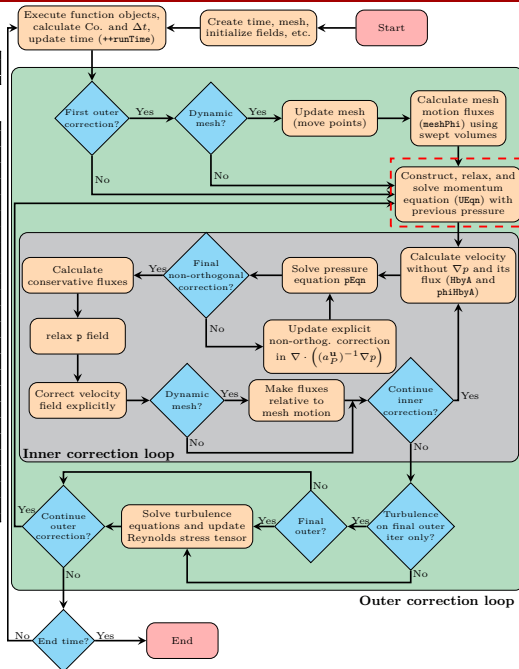 Execute function objects,
calculate Co. and Δt,
update time (++runTime)
Create time, mesh,
initialize fields, etc.
Start
First outer
correction?
Yes
No
Dynamic
mesh?
Yes
No
Update mesh
(move points)
Calculate mesh
motion fluxes
(meshPhi) using
swept volumes
Construct, relax, and
solve momentum
equation (UEqn) with
previous pressure
Calculate velocity
without ∇p and its
flux (HbyA and
phiHbyA)
Solve pressure
equation pEqn
Final
non-orthogonal
correction?
Yes
No
Update explicit
non-orthog. correction
in ∇ · ((a_P^u)^{-1} ∇p)
Calculate
conservative fluxes
relax p field
Correct velocity
field explicitly
Dynamic
mesh?
Yes
No
Make fluxes
relative to
mesh motion
Continue
inner
correction?
Yes
No
Inner correction loop
Turbulence
on final outer
iter only?
Yes
No
Final
outer?
Yes
No
Solve turbulence
equations and update
Reynolds stress tensor
Continue
outer
correction?
Yes
No
Outer correction loop
End time?
No
Yes
End